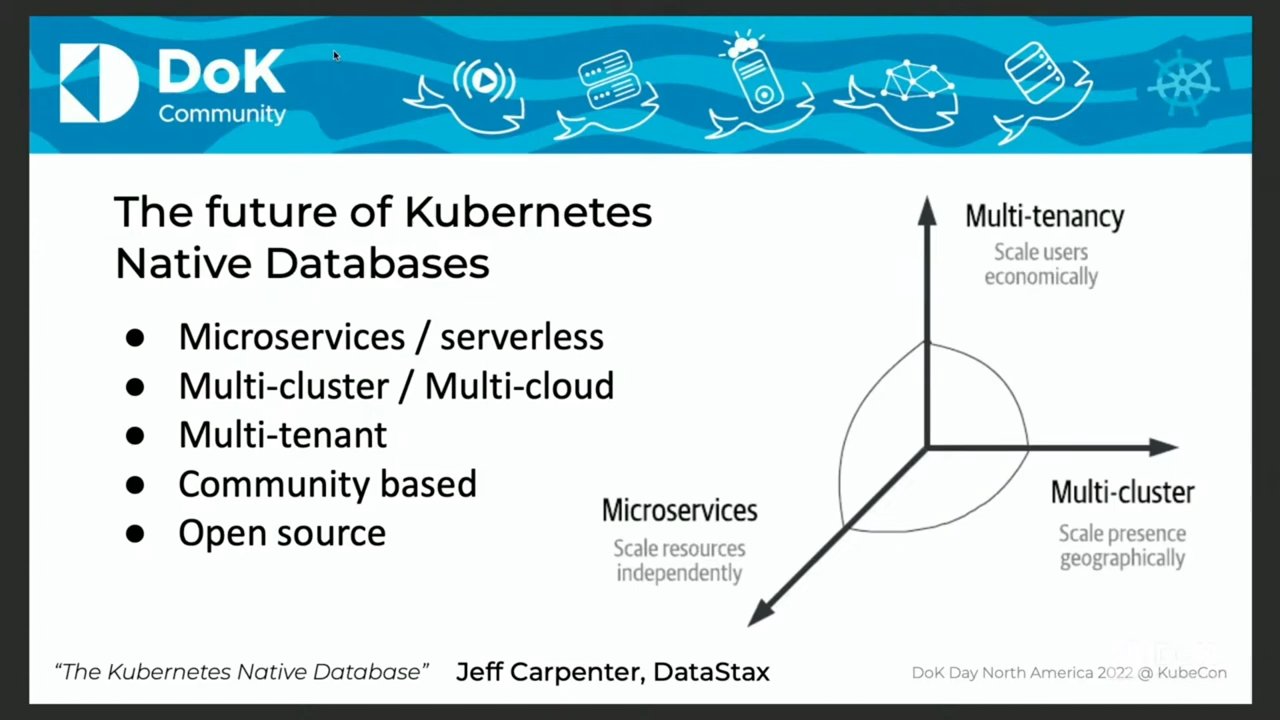 DoK
Community
The future of Kubernetes
Native Databases
● Microservices / serverless
● Multi-cluster / Multi-cloud
● Multi-tenant
● Community based
● Open source
Multi-tenancy
Scale users
economically
Multi-cluster
Scale presence
geographically
Microservices
Scale resources
independently
“The Kubernetes Native Database” Jeff Carpenter, DataStax
DoK Day North America 2022 @ KubeCon